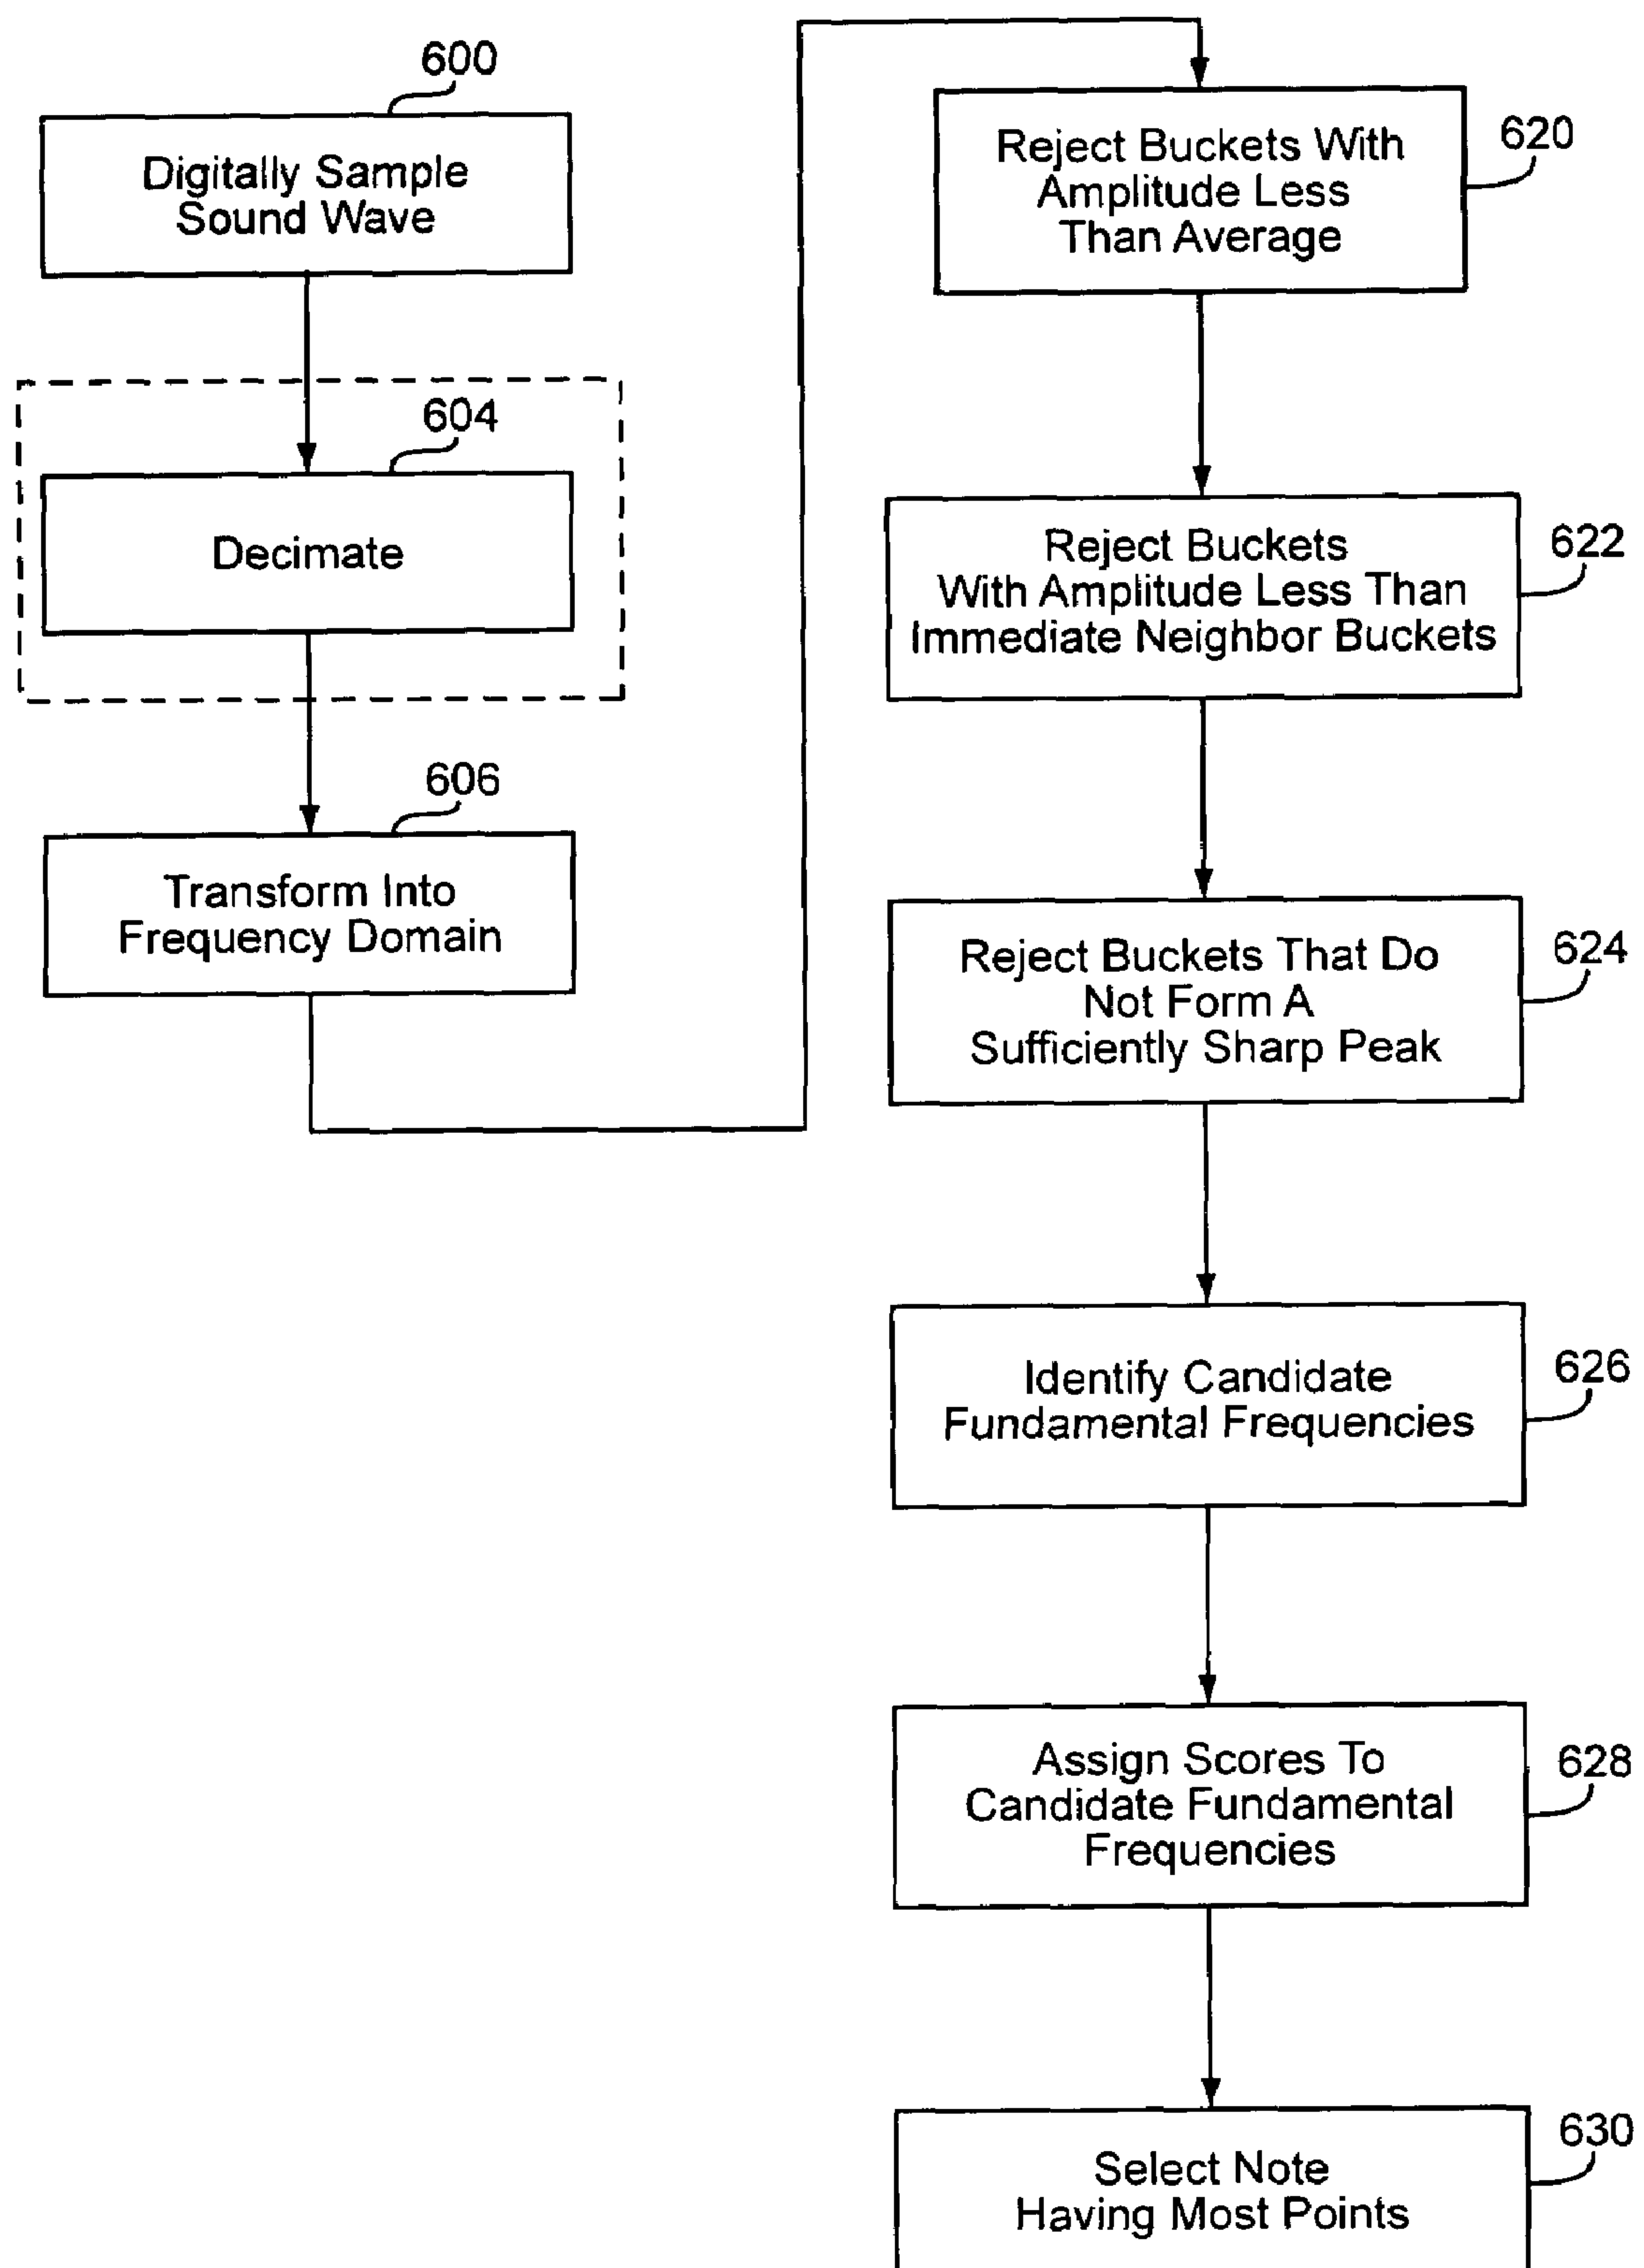 600
Digitally Sample
Sound Wave
604
Decimate
606
Transform Into
Frequency Domain
620
Reject Buckets With
Amplitude Less
Than Average
622
Reject Buckets
With Amplitude Less Than
Immediate Neighbor Buckets
624
Reject Buckets That Do
Not Form A
Sufficiently Sharp Peak
626
Identify Candidate
Fundamental Frequencies
628
Assign Scores To
Candidate Fundamental
Frequencies
630
Select Note
Having Most Points